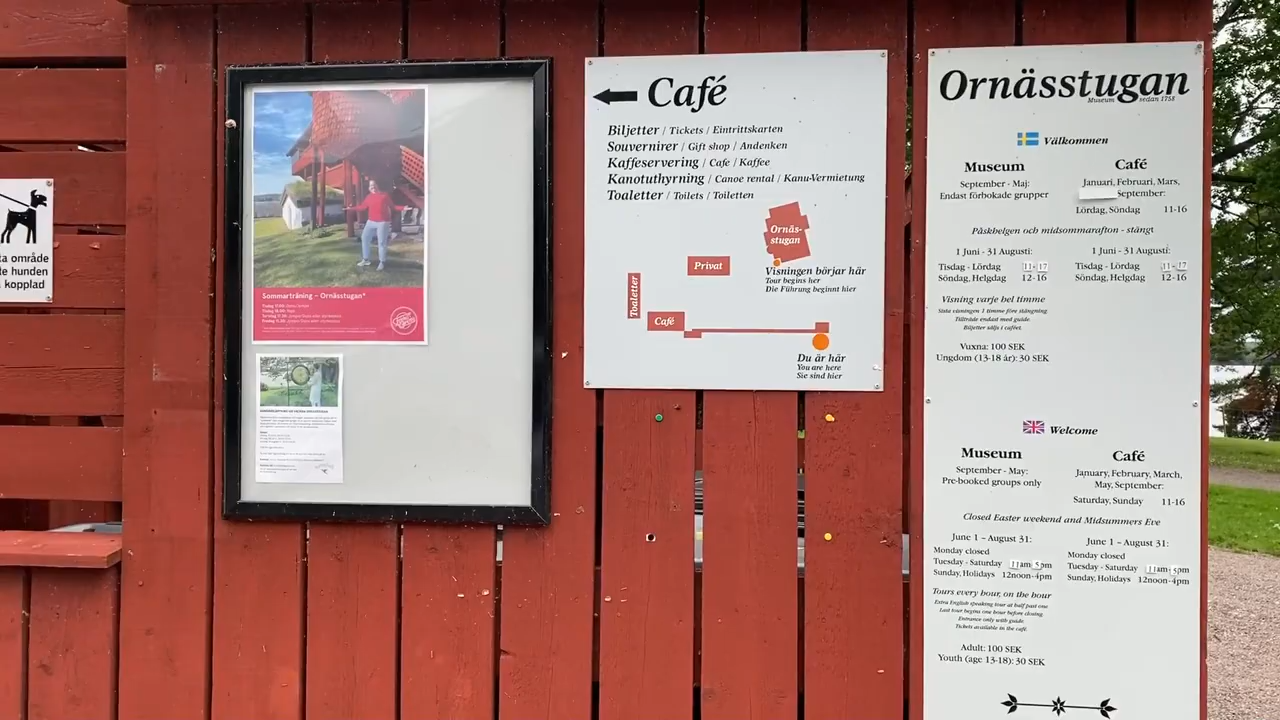 ta område
te hunden
kopplad
Sommarträning – Ornässtugan*
Café
Biljetter / Tickets / Eintrittskarten
Souvernirer / Gift shop / Andenken
Kaffeservering / Cafe / Kaffee
Kanotuthyrning / Canoe rental / Kanu-Vermietung
Toaletter / Toilets / Toiletten
Ornäs-
stugan
Privat
Visningen börjar här
Tour begins her
Die Führung beginnt hier
Toaletter
Café
Du är här
You are here
Sie sind hier
Ornässtugan
Museum sedan 1758
Välkommen
Museum
September - Maj:
Endast förbokade grupper
Café
Januari, Februari, Mars,
September:
Lördag, Söndag 11-16
Påskhelgen och midsommarafton - stängt
1 Juni - 31 Augusti:
Tisdag - Lördag 11-17
Söndag, Helgdag 12-16
1 Juni - 31 Augusti:
Tisdag - Lördag 11-17
Söndag, Helgdag 12-16
Visning varje hel timme
Sista visningen 1 timme före stängning
Tillträde endast med guide.
Biljetter säljs i caféet.
Vuxna: 100 SEK
Ungdom (13-18 år): 30 SEK
Welcome
Museum
September - May:
Pre-booked groups only
Café
January, February, March,
May, September:
Saturday, Sunday 11-16
Closed Easter weekend and Midsummers Eve
June 1 – August 31:
Monday closed
Tuesday - Saturday 11am-5pm
Sunday, Holidays 12noon-4pm
June 1 - August 31:
Monday closed
Tuesday - Saturday 11am-5pm
Sunday, Holidays 12noon-4pm
Tours every hour, on the hour
Extra English speaking tour at half past one
Last tour begins one hour before closing.
Entrance only with guide.
Tickets available in the café.
Adult: 100 SEK
Youth (age 13-18): 30 SEK